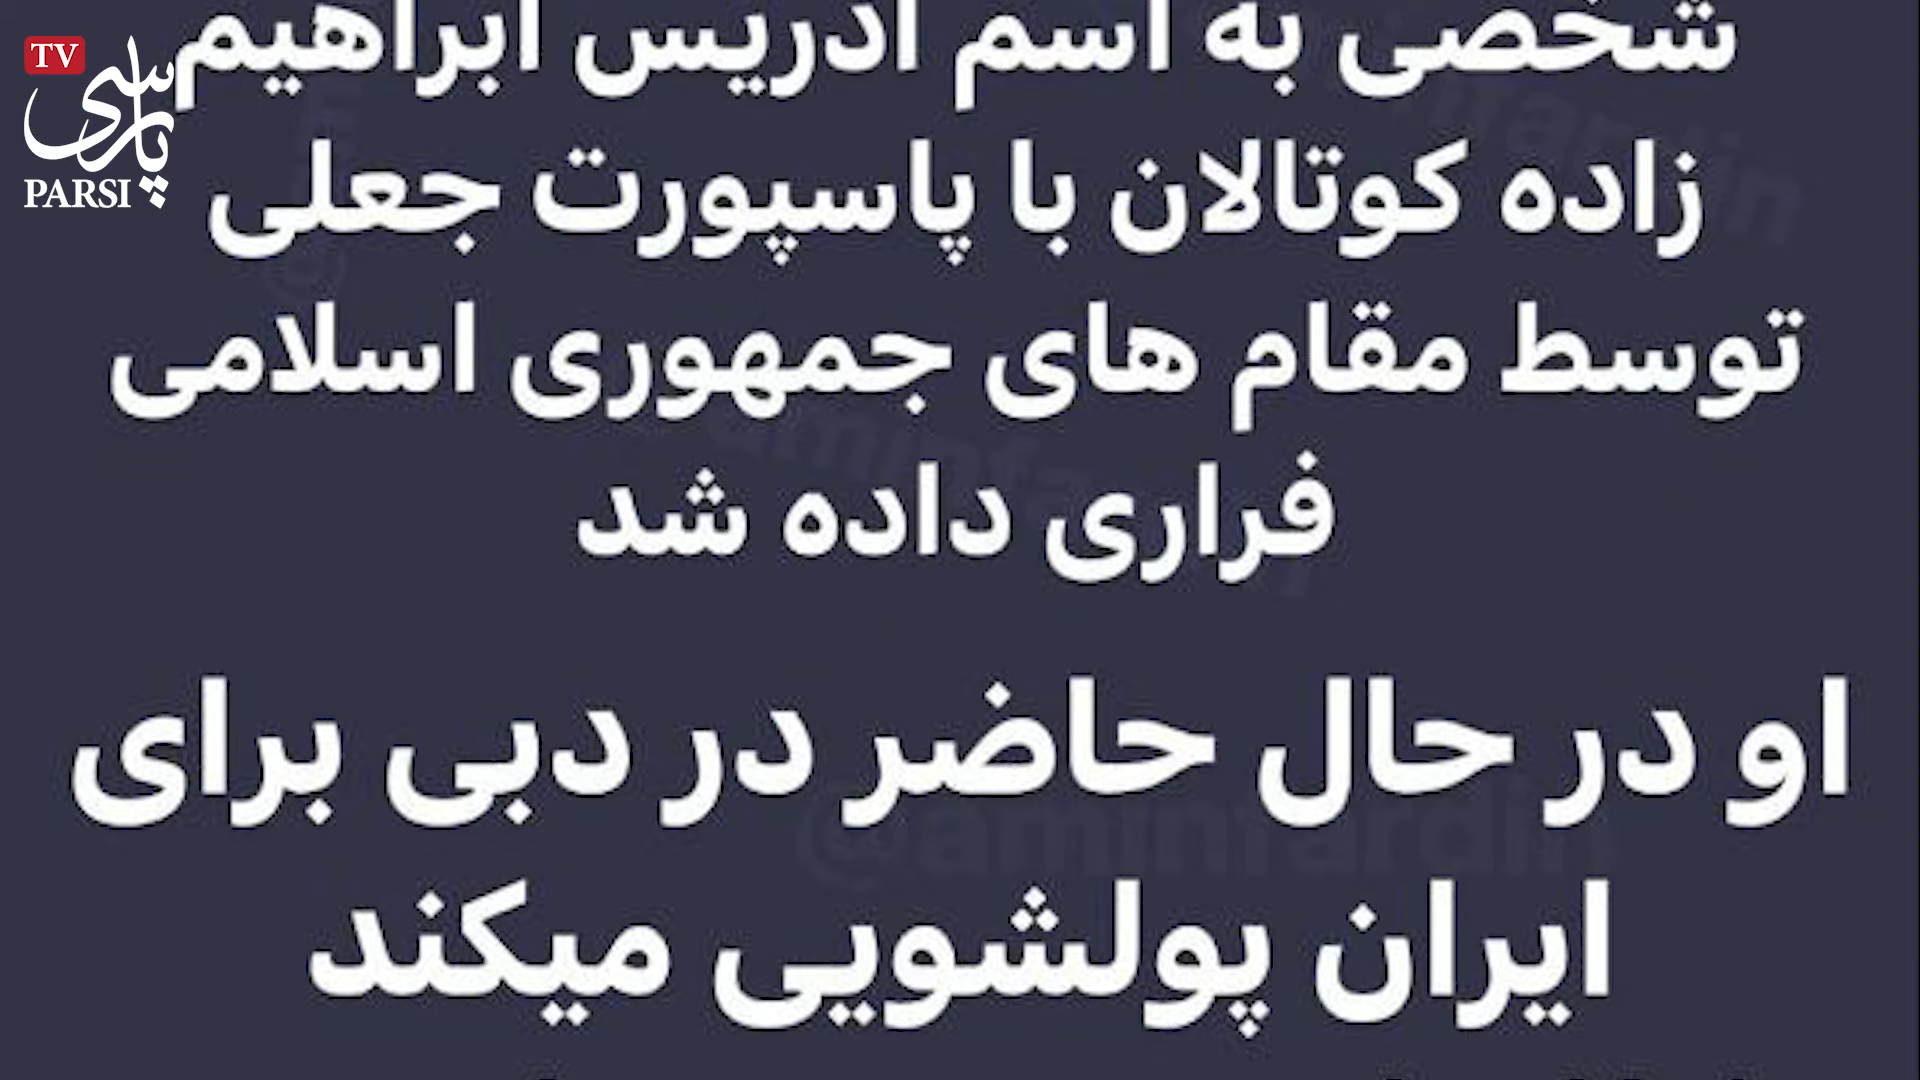 TV
پارسی
PARSI
شخصی به اسم ادریس ابراهیم
زاده کوتالان با پاسپورت جعلی
توسط مقام های جمهوری اسلامی
فراری داده شد
او در حال حاضر در دبی برای
ایران پولشویی میکند
@aminfardin